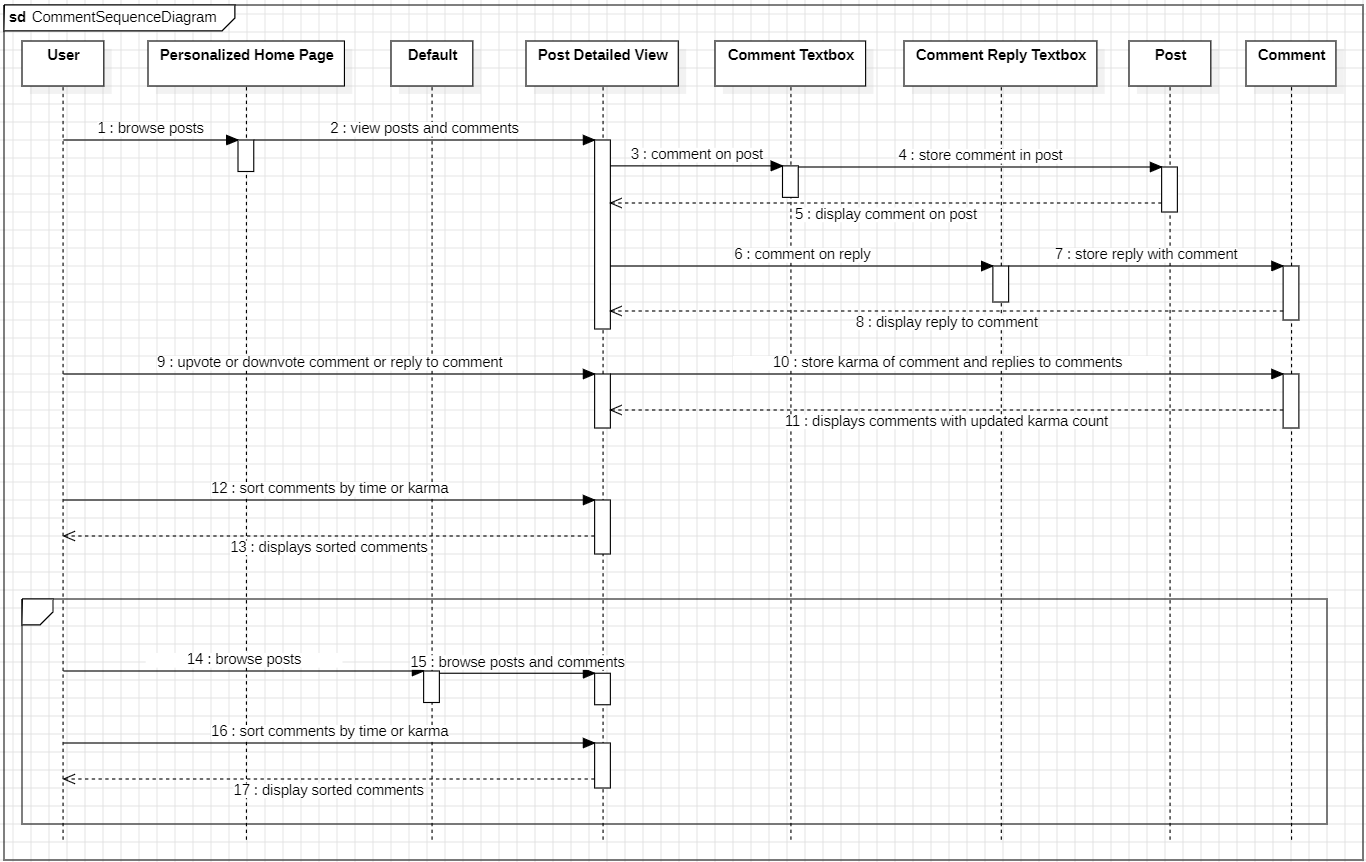 sd CommentSequenceDiagram
User
Personalized Home Page
Default
Post Detailed View
Comment Textbox
Comment Reply Textbox
Post
Comment
1 : browse posts
2 : view posts and comments
3 : comment on post
4 : store comment in post
5 : display comment on post
6 : comment on reply
7 : store reply with comment
8 : display reply to comment
9 : upvote or downvote comment or reply to comment
10 : store karma of comment and replies to comments
11 : displays comments with updated karma count
12 : sort comments by time or karma
13 : displays sorted comments
14 : browse posts
15 : browse posts and comments
16 : sort comments by time or karma
17 : display sorted comments